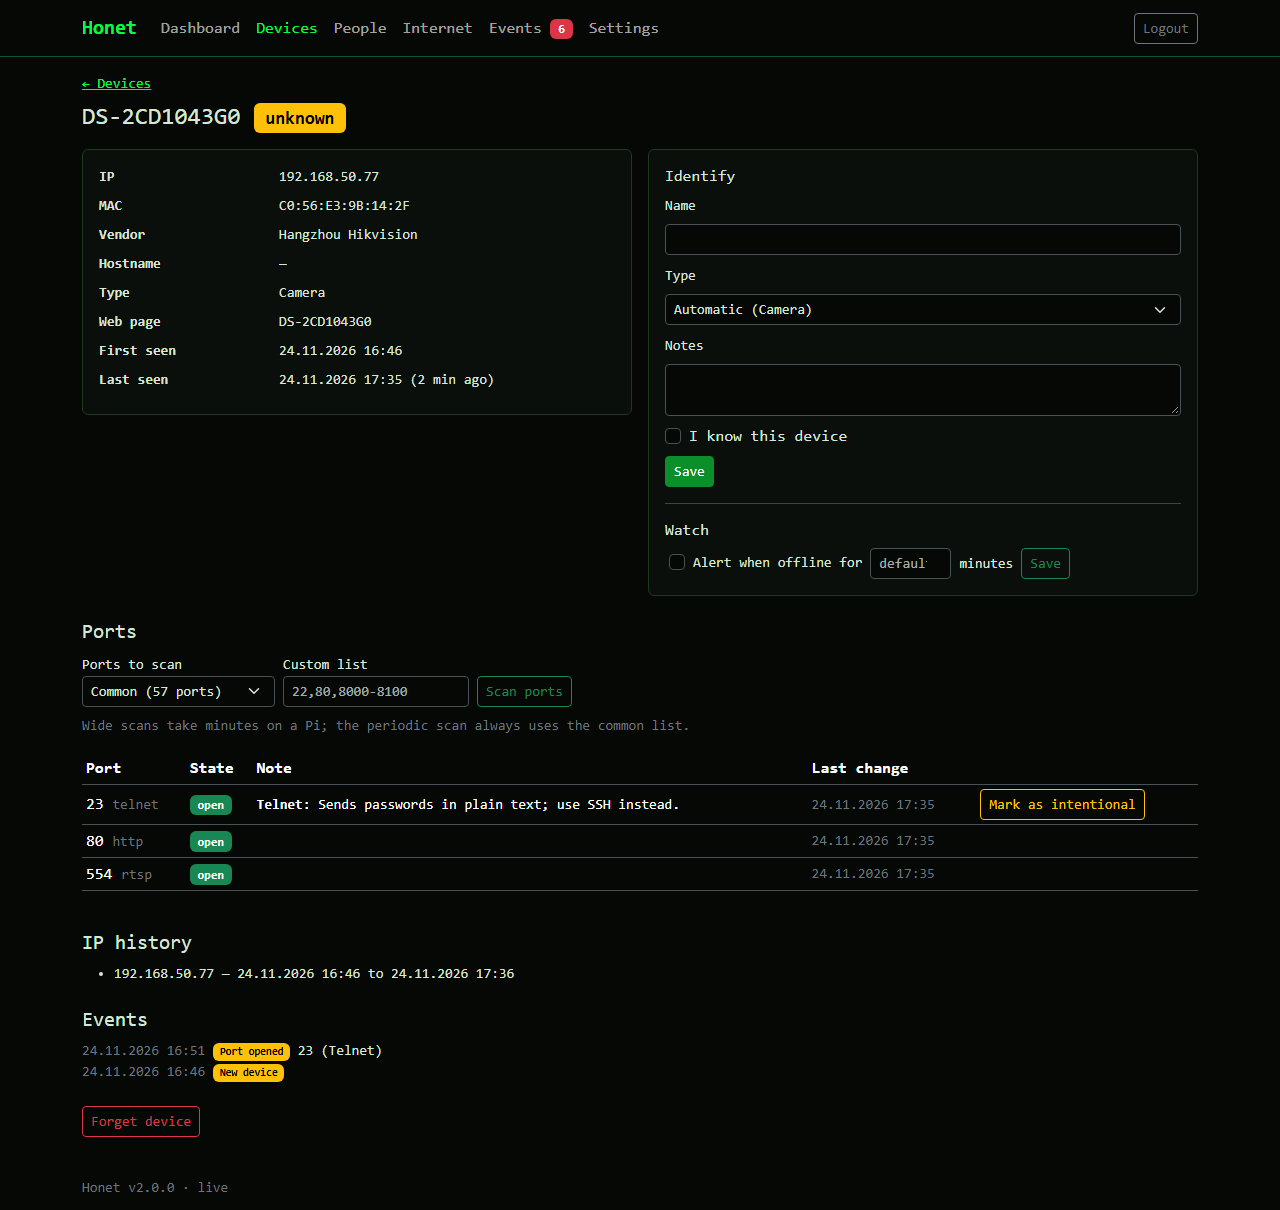 Honet Dashboard Devices People Internet Events 6 Settings Logout
← Devices
DS-2CD1043G0 unknown
IP 192.168.50.77
MAC C0:56:E3:9B:14:2F
Vendor Hangzhou Hikvision
Hostname —
Type Camera
Web page DS-2CD1043G0
First seen 24.11.2026 16:46
Last seen 24.11.2026 17:35 (2 min ago)
Identify
Name
Type
Automatic (Camera)
Notes
I know this device
Save
Watch
Alert when offline for defaul minutes Save
Ports
Ports to scan Custom list
Common (57 ports) 22,80,8000-8100 Scan ports
Wide scans take minutes on a Pi; the periodic scan always uses the common list.
Port State Note Last change
23 telnet open Telnet: Sends passwords in plain text; use SSH instead. 24.11.2026 17:35 Mark as intentional
80 http open 24.11.2026 17:35
554 rtsp open 24.11.2026 17:35
IP history
• 192.168.50.77 — 24.11.2026 16:46 to 24.11.2026 17:36
Events
24.11.2026 16:51 Port opened 23 (Telnet)
24.11.2026 16:46 New device
Forget device
Honet v2.0.0 · live